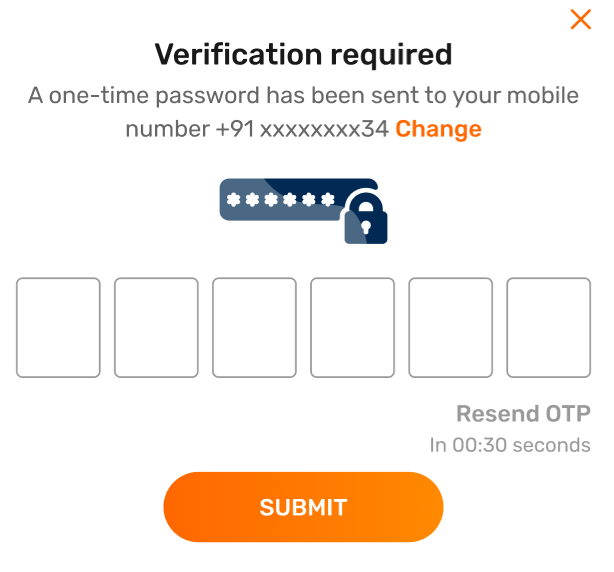 Verification required
A one-time password has been sent to your mobile
number +91 xxxxxxxx34 Change
******
Resend OTP
In 00:30 seconds
SUBMIT